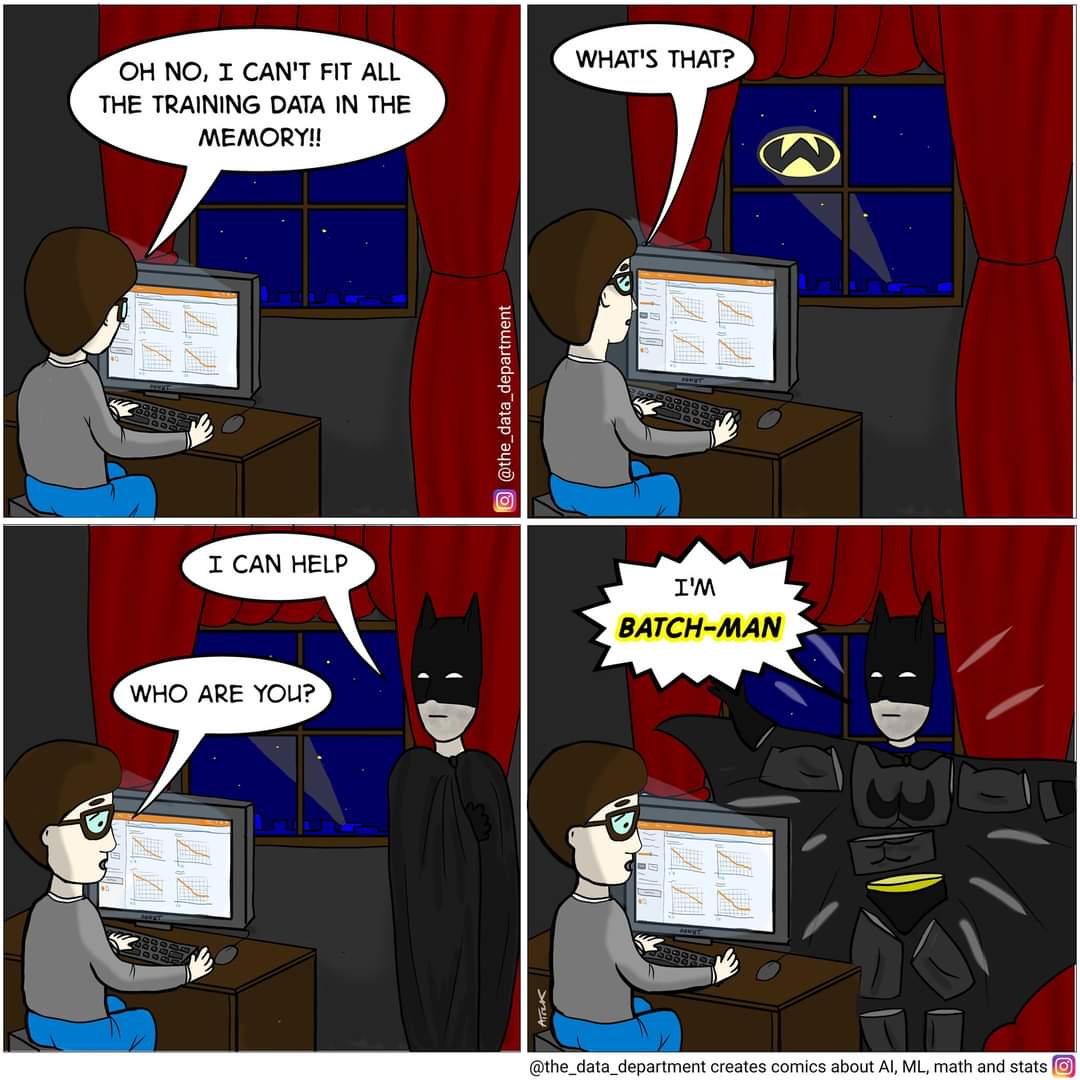 OH NO, I CAN'T FIT ALL
THE TRAINING DATA IN THE
MEMORY!!
@the_data_department
WHAT'S THAT?
I CAN HELP
WHO ARE YOU?
I'M
BATCH-MAN
@the_data_department creates comics about AI, ML, math and stats